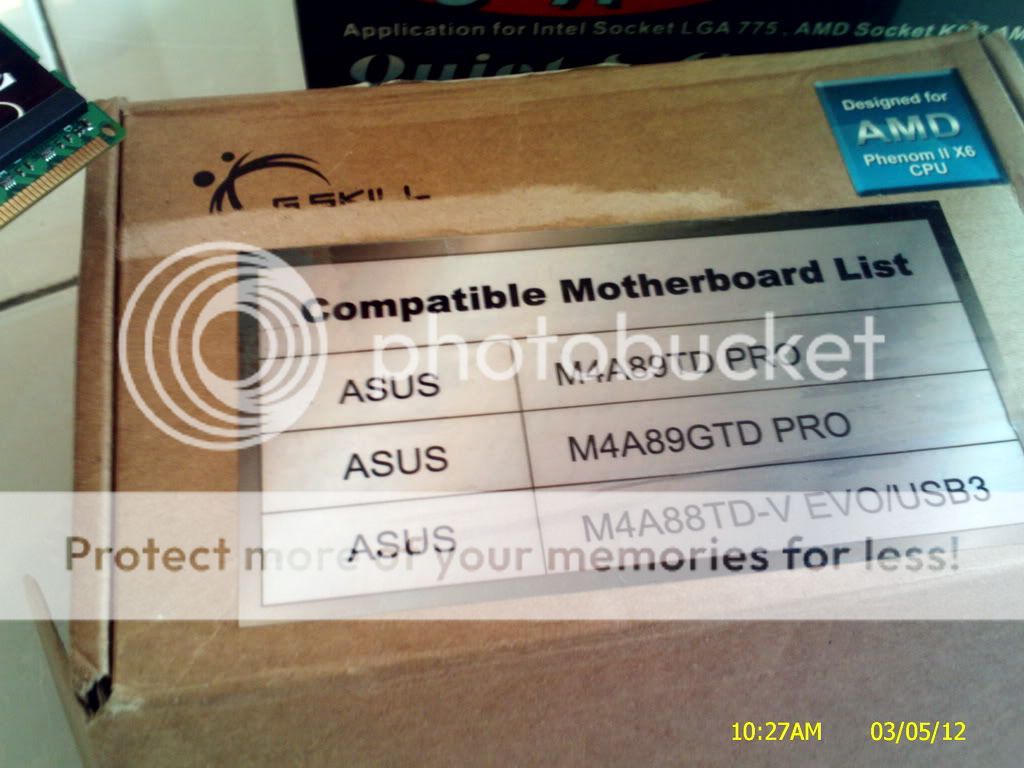 Application for Intel Socket LGA 775, AMD Socket
Designed for
AMD
Phenom II X6
CPU
G.SKILL
Compatible Motherboard List
ASUS M4A89TD PRO
ASUS M4A89GTD PRO
ASUS M4A88TD-V EVO/USB3
photobucket
Protect more of your memories for less!
10:27AM 03/05/12